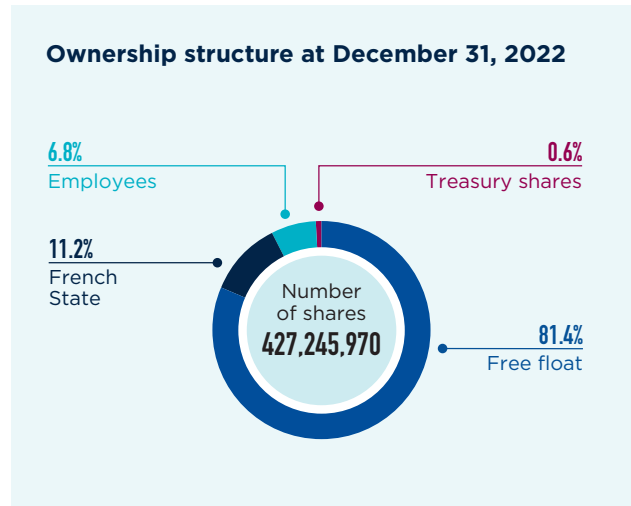 Ownership structure at December 31, 2022
6.8%
Employees
0.6%
Treasury shares
11.2%
French
State
Number
of shares
427,245,970
81.4%
Free float